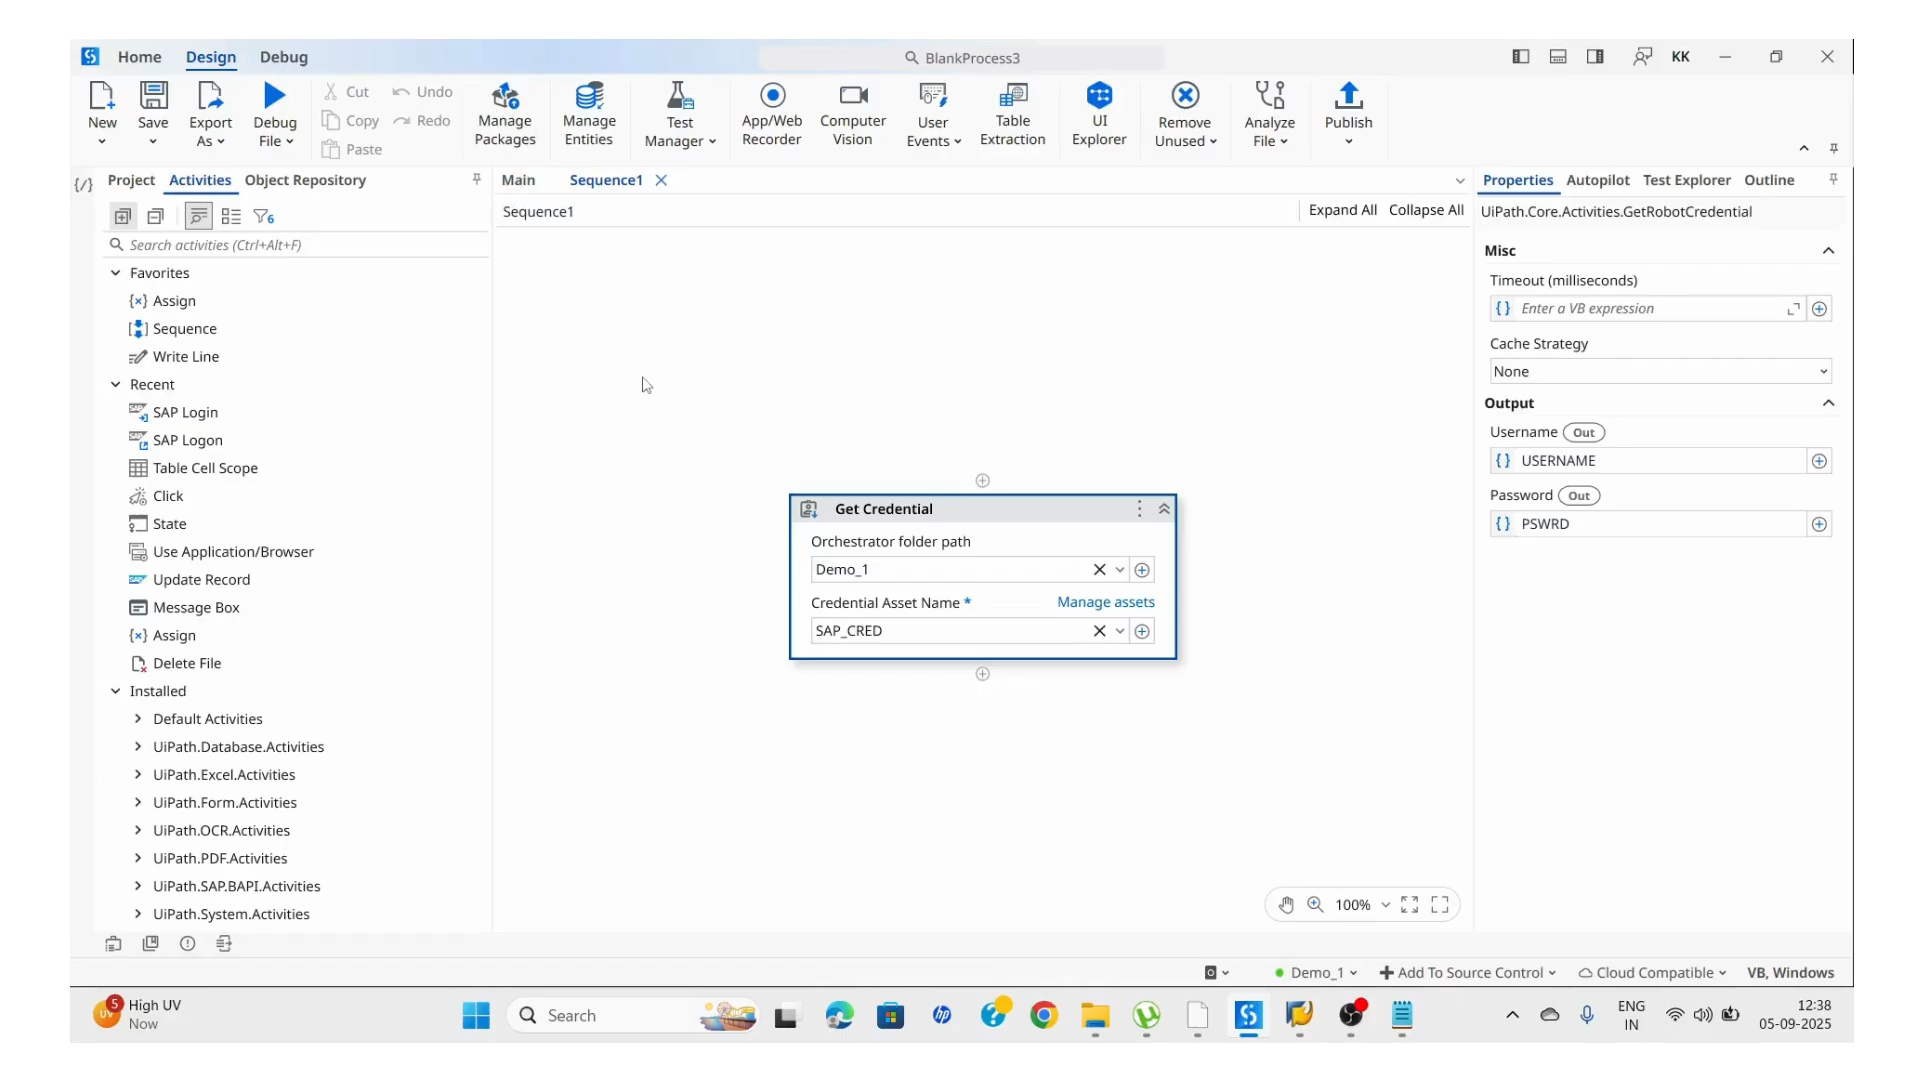 Home
Design
Debug
BlankProcess3
KK
New
Save
Export
As
Debug
File
Cut
Copy
Paste
Undo
Redo
Manage
Packages
Manage
Entities
Test
Manager
App/Web
Recorder
Computer
Vision
User
Events
Table
Extraction
UI
Explorer
Remove
Unused
Analyze
File
Publish
Project
Activities
Object Repository
6
Search activities (Ctrl+Alt+F)
Favorites
Assign
Sequence
Write Line
Recent
SAP Login
SAP Logon
Table Cell Scope
Click
State
Use Application/Browser
Update Record
Message Box
Assign
Delete File
Installed
Default Activities
UiPath.Database.Activities
UiPath.Excel.Activities
UiPath.Form.Activities
UiPath.OCR.Activities
UiPath.PDF.Activities
UiPath.SAP.BAPI.Activities
UiPath.System.Activities
Main
Sequence1
Sequence1
Expand All
Collapse All
Get Credential
Orchestrator folder path
Demo_1
Credential Asset Name *
Manage assets
SAP_CRED
100%
Properties
Autopilot
Test Explorer
Outline
UiPath.Core.Activities.GetRobotCredential
Misc
Timeout (milliseconds)
Enter a VB expression
Cache Strategy
None
Output
Username Out
USERNAME
Password Out
PSWRD
Demo_1
Add To Source Control
Cloud Compatible
VB, Windows
5
High UV
Now
Search
ENG
IN
12:38
05-09-2025